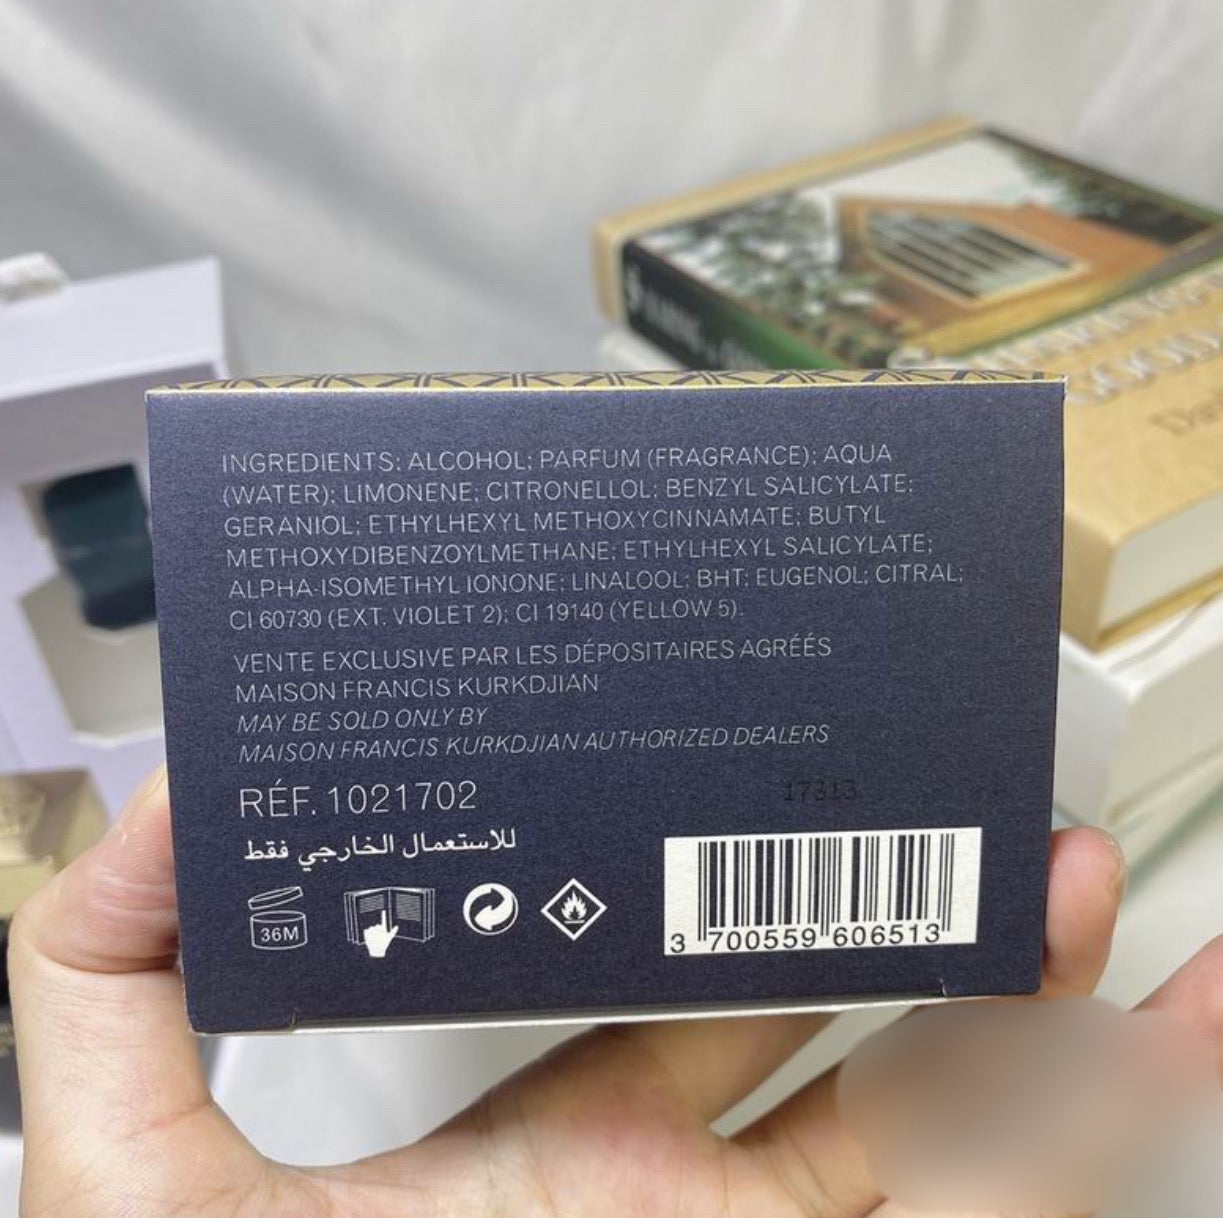 INGREDIENTS: ALCOHOL; PARFUM (FRAGRANCE); AQUA
(WATER); LIMONENE; CITRONELLOL; BENZYL SALICYLATE;
GERANIOL; ETHYLHEXYL METHOXYCINNAMATE; BUTYL
METHOXYDIBENZOYLMETHANE; ETHYLHEXYL SALICYLATE;
ALPHA-ISOMETHYL IONONE; LINALOOL; BHT; EUGENOL; CITRAL;
CI 60730 (EXT. VIOLET 2); CI 19140 (YELLOW 5).
VENTE EXCLUSIVE PAR LES DÉPOSITAIRES AGRÉÉS
MAISON FRANCIS KURKDJIAN
MAY BE SOLD ONLY BY
MAISON FRANCIS KURKDJIAN AUTHORIZED DEALERS
RÉF. 1021702
17313
للاستعمال الخارجي فقط
36M
3 700559 606513
GOOD